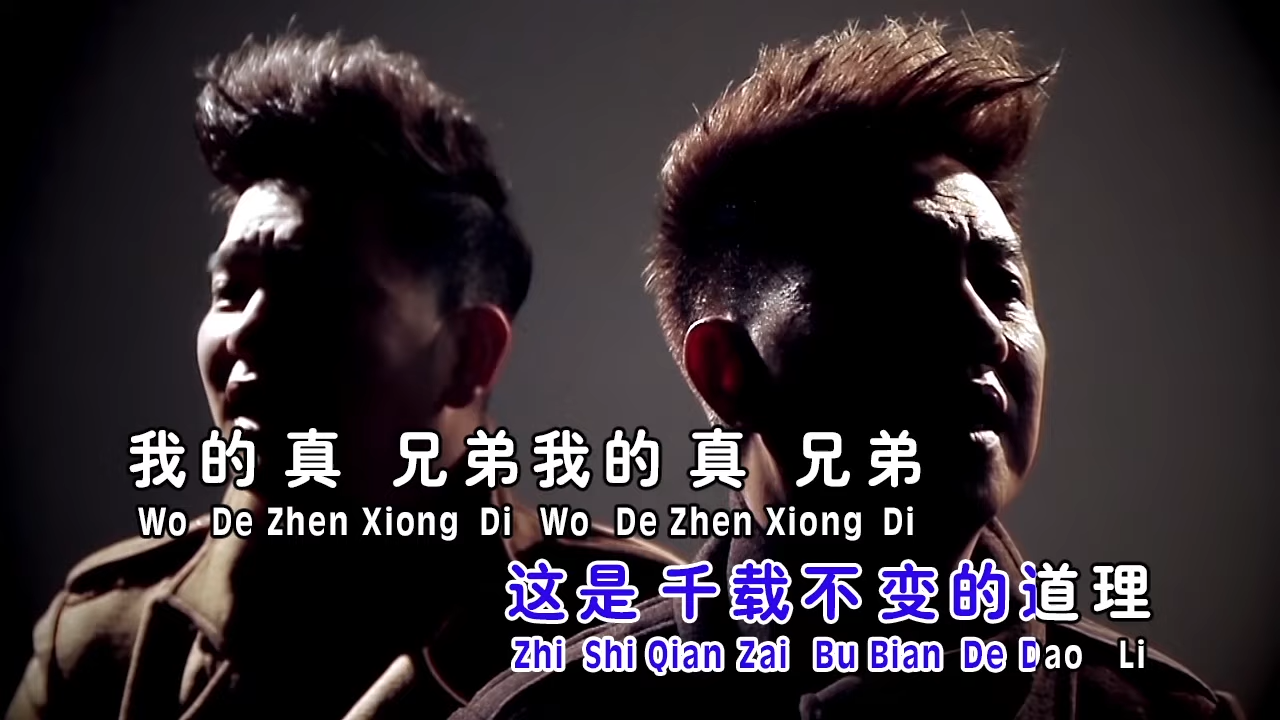 我的 真 兄弟我的 真 兄弟
Wo De Zhen Xiong Di Wo De Zhen Xiong Di
这是 千载不变的道理
Zhi Shi Qian Zai Bu Bian De Dao Li